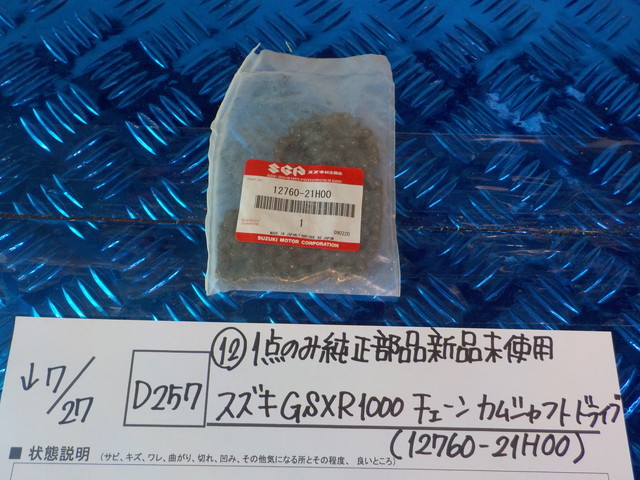 12760-21H00
1
090220
SUZUKI MOTOR CORPORATION
↓7/27
D257
⑫ 1点のみ純正部品新品未使用
スズキGSXR1000 チェーン カムシャフトドライブ
(12760-21H00)
■ 状態説明 (サビ、キズ、ワレ、曲がり、切れ、凹み、その他気になる所とその程度、良いところ)